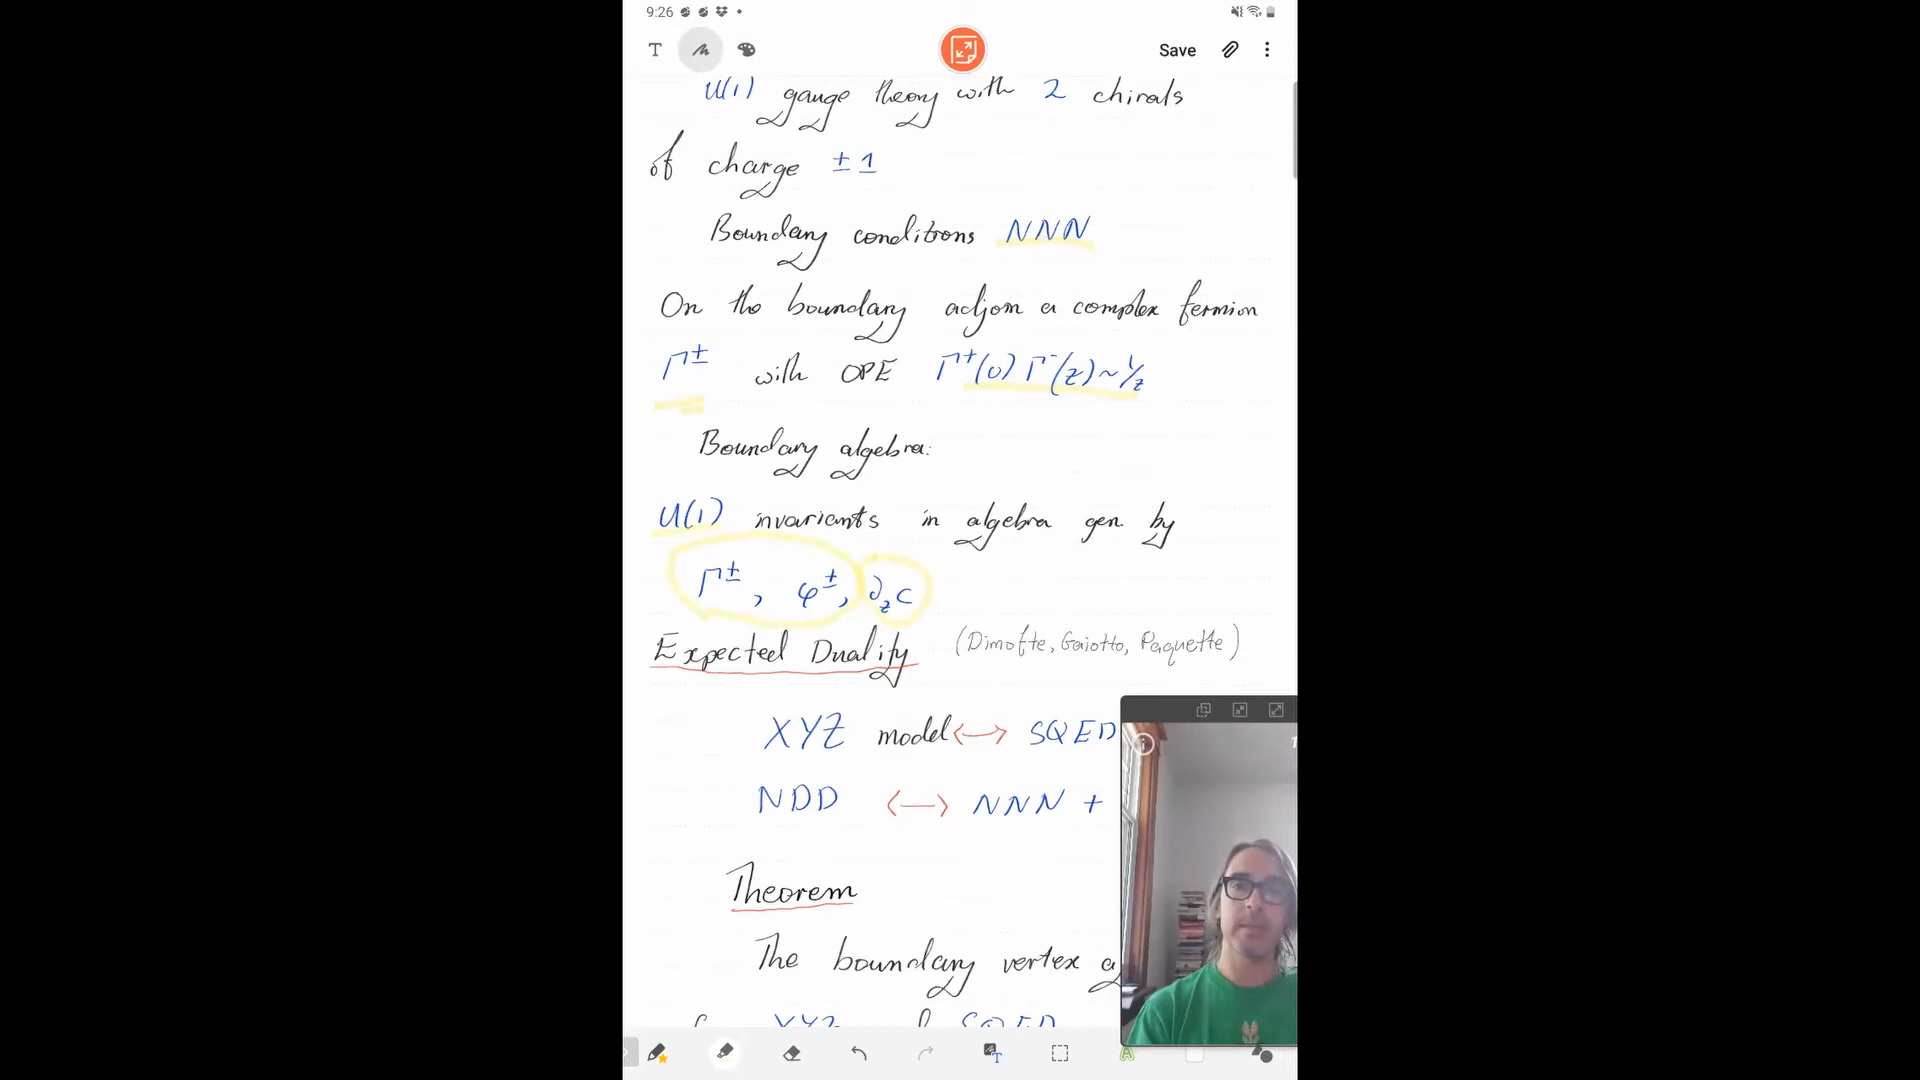 9:26
T
Save
U(1) gauge theory with 2 chirals
of charge ± 1
Boundary conditions NNN
On the boundary adjoin a complex fermion
Γ± with OPE Γ+(0) Γ-(z) ~ 1/z
Boundary algebra:
U(1) invariants in algebra gen by
Γ±, φ±, ∂z c
Expected Duality (Dimofte, Gaiotto, Paquette)
XYZ model <—> SQED
NDD <—> NNN +
Theorem
The boundary vertex
XYZ SQED